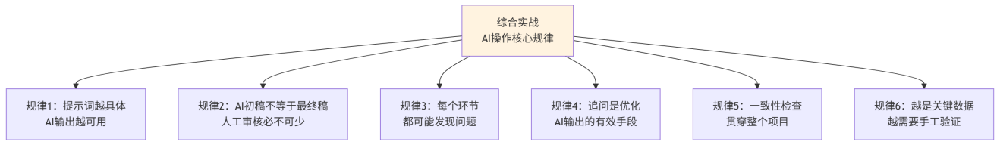 综合实战
AI操作核心规律
规律1：提示词越具体
AI输出越可用
规律2：AI初稿不等于最终稿
人工审核必不可少
规律3：每个环节
都可能发现问题
规律4：追问是优化
AI输出的有效手段
规律5：一致性检查
贯穿整个项目
规律6：越是关键数据
越需要手工验证